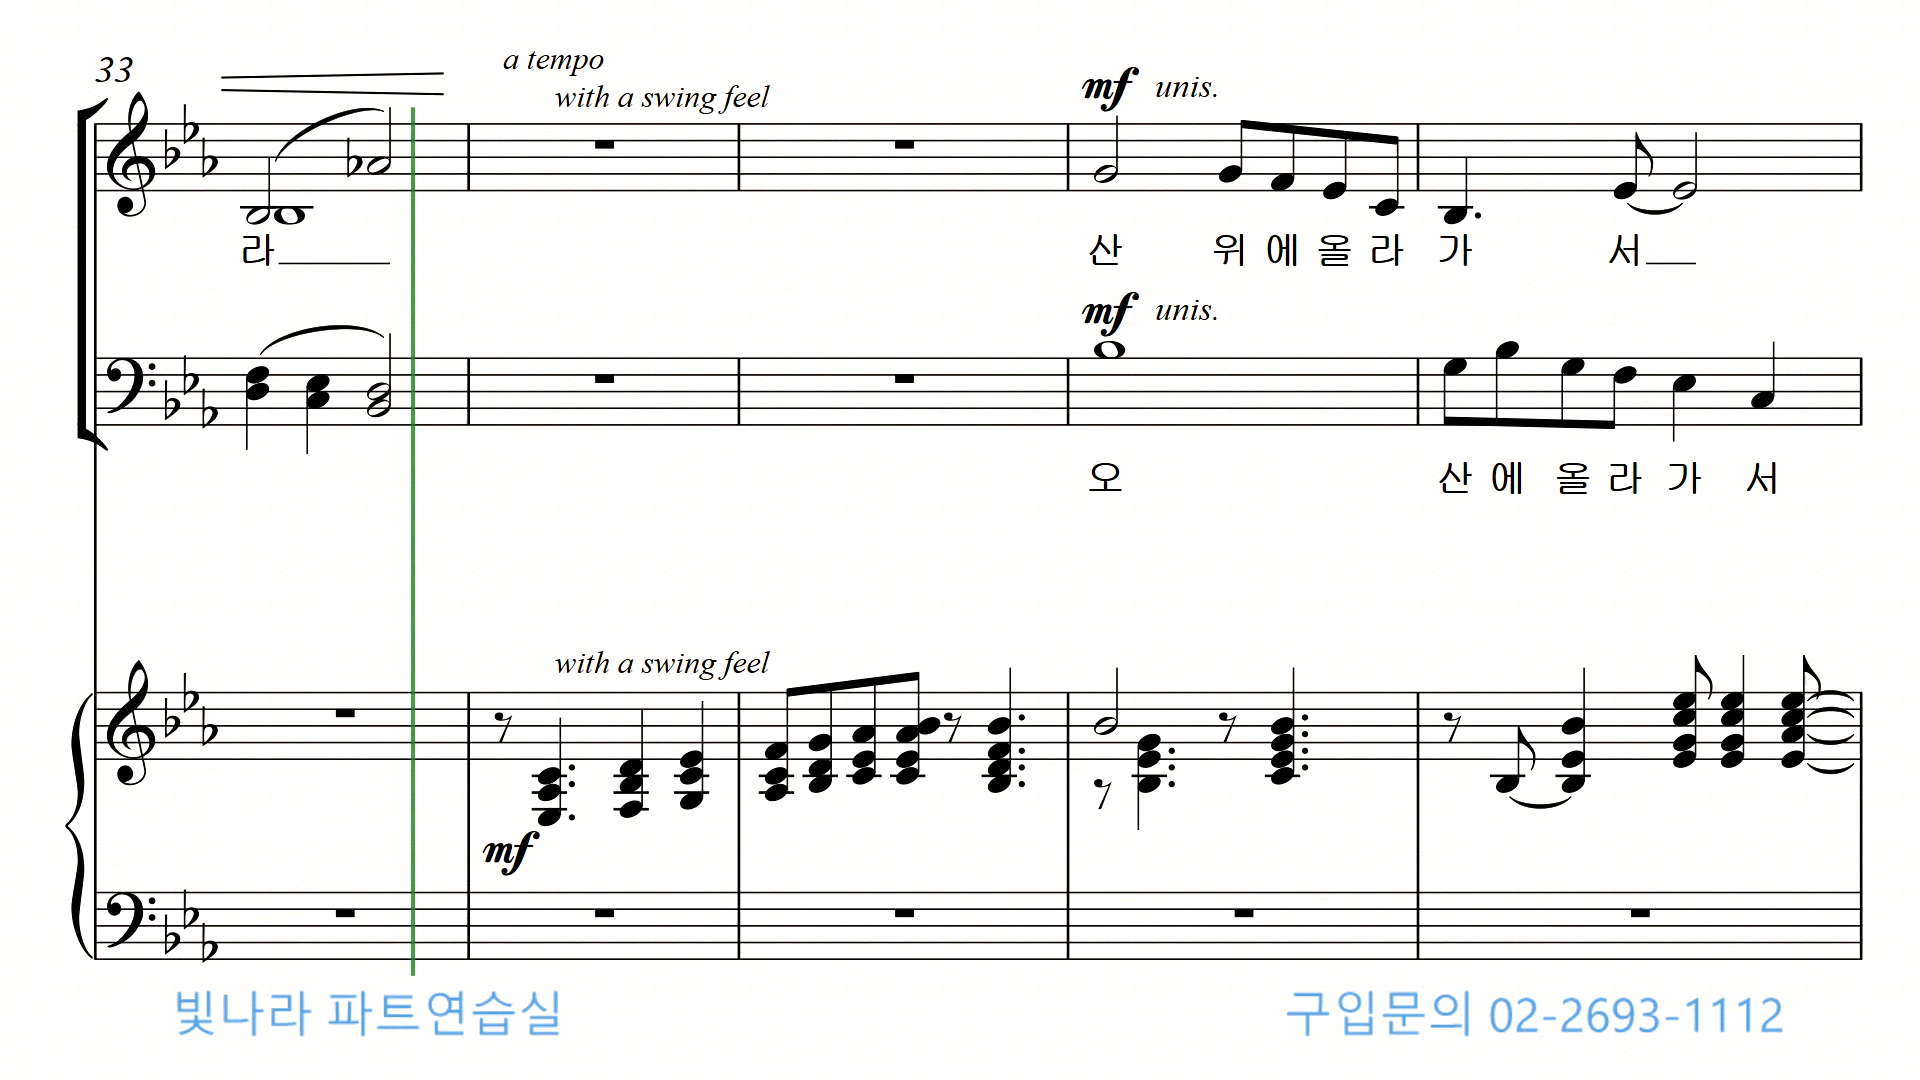 33
a tempo
with a swing feel
mf unis.
라
산 위 에 올 라 가 서
mf unis.
오 산 에 올 라 가 서
with a swing feel
mf
빛나라 파트연습실 구입문의 02-2693-1112